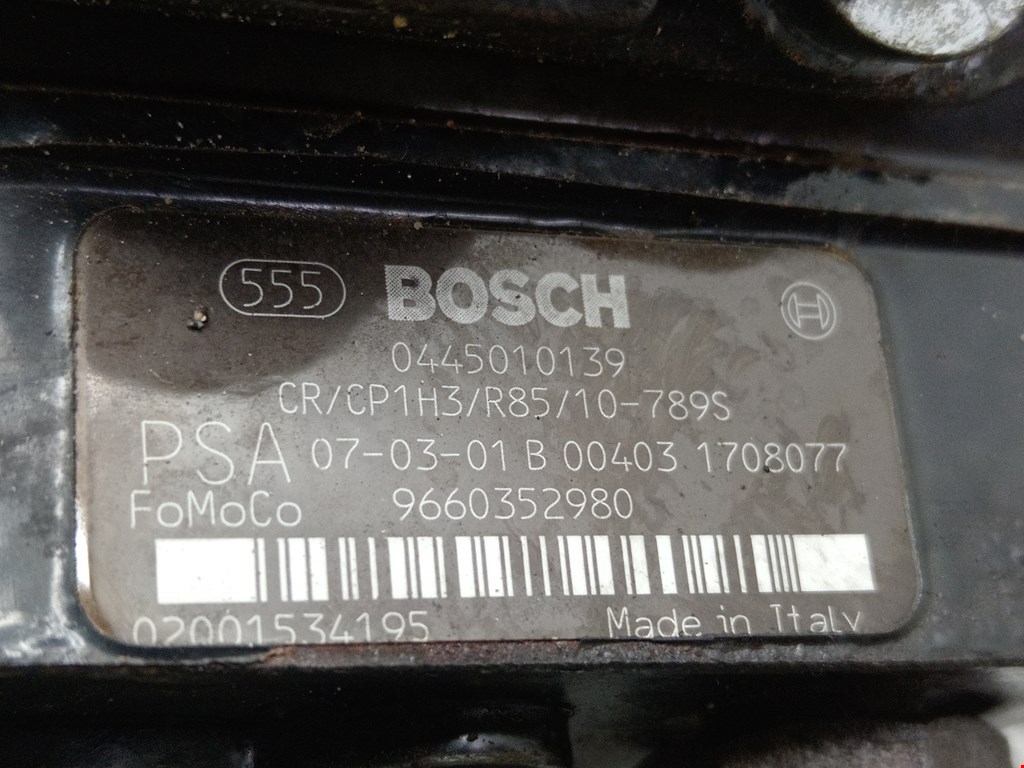 555 BOSCH
0445010139
CR/CP1H3/R85/10-789S
PSA 07-03-01 B 00403 1708077
FoMoCo 9660352980
02001534195 Made in Italy